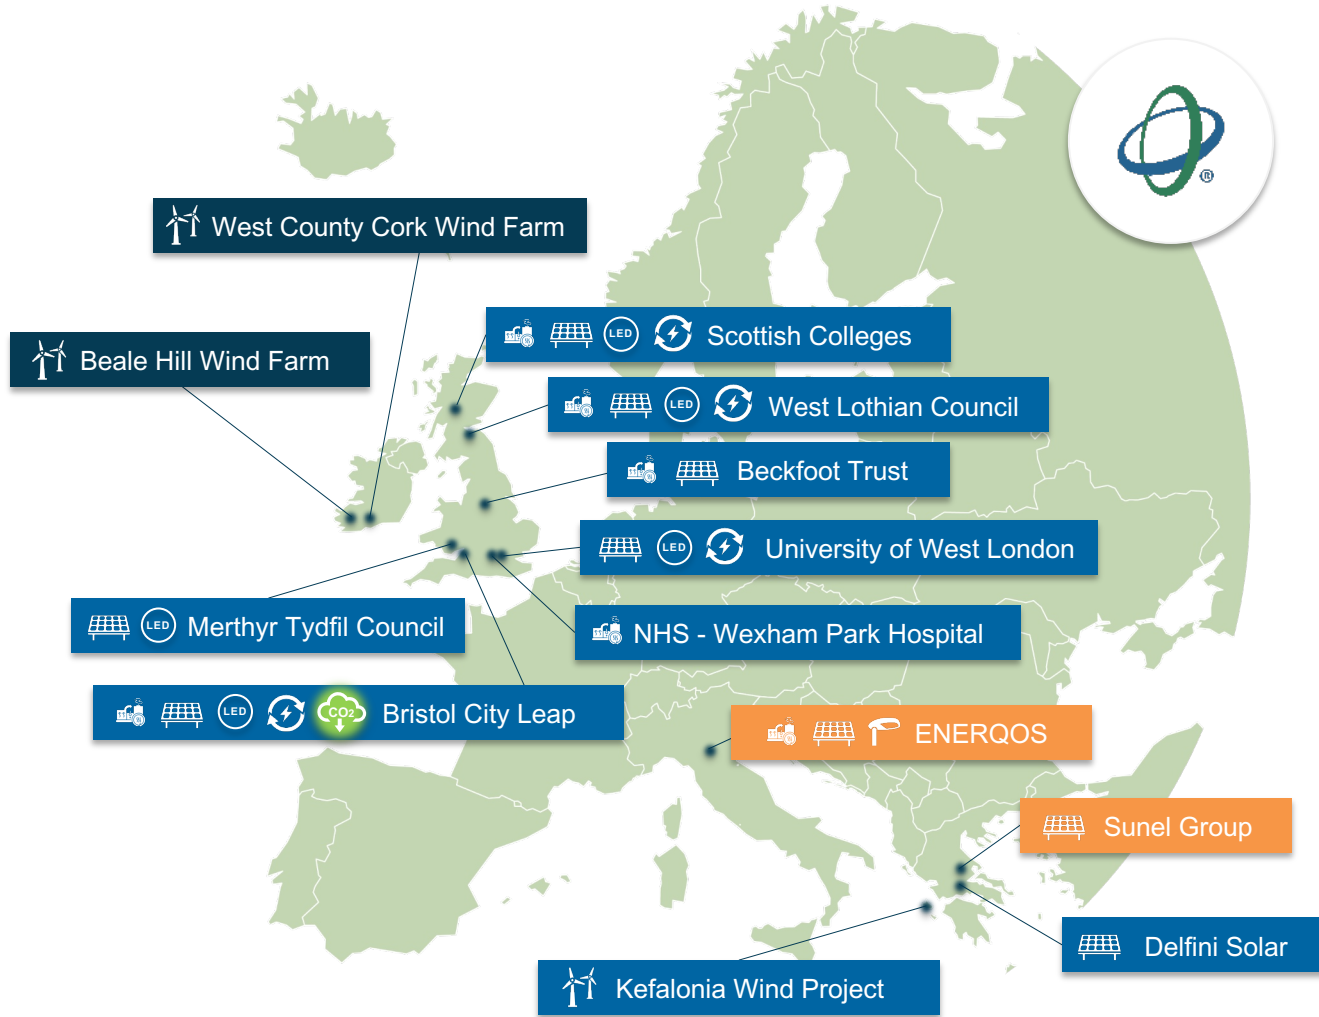 ®
West County Cork Wind Farm
LED
Scottish Colleges
Beale Hill Wind Farm
LED
West Lothian Council
Beckfoot Trust
LED
University of West London
LED
Merthyr Tydfil Council
NHS - Wexham Park Hospital
LED
CO2
Bristol City Leap
ENERQOS
Sunel Group
Delfini Solar
Kefalonia Wind Project